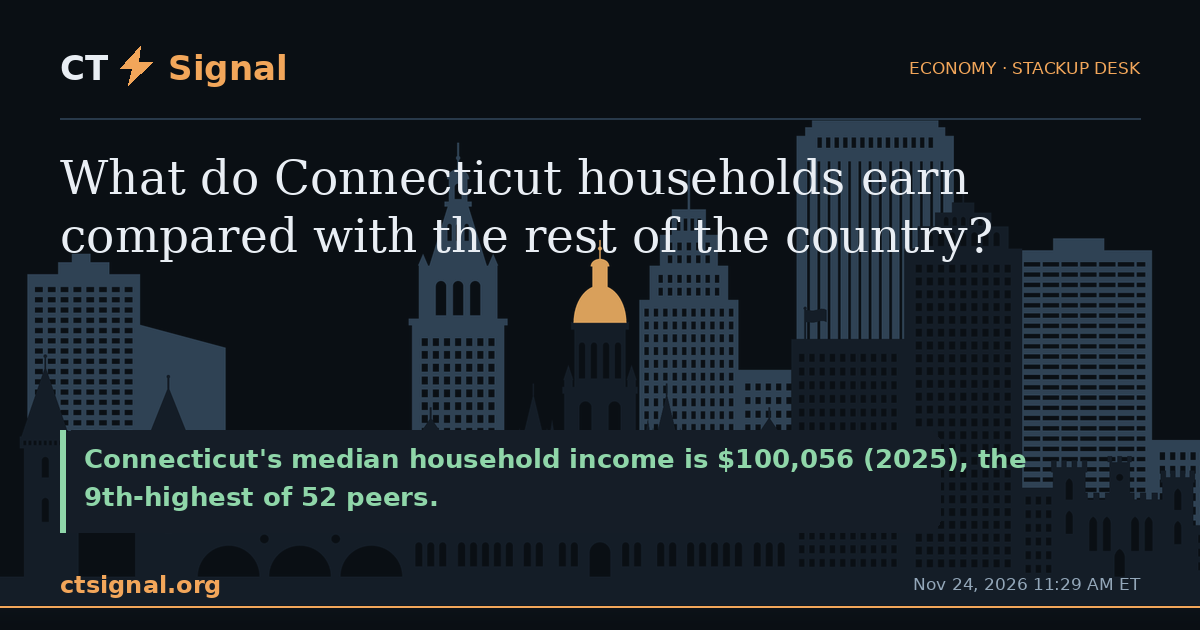 CT Signal
ECONOMY · STACKUP DESK
What do Connecticut households earn
compared with the rest of the country?
Connecticut's median household income is $100,056 (2025), the
9th-highest of 52 peers.
ctsignal.org
Nov 24, 2026 11:29 AM ET